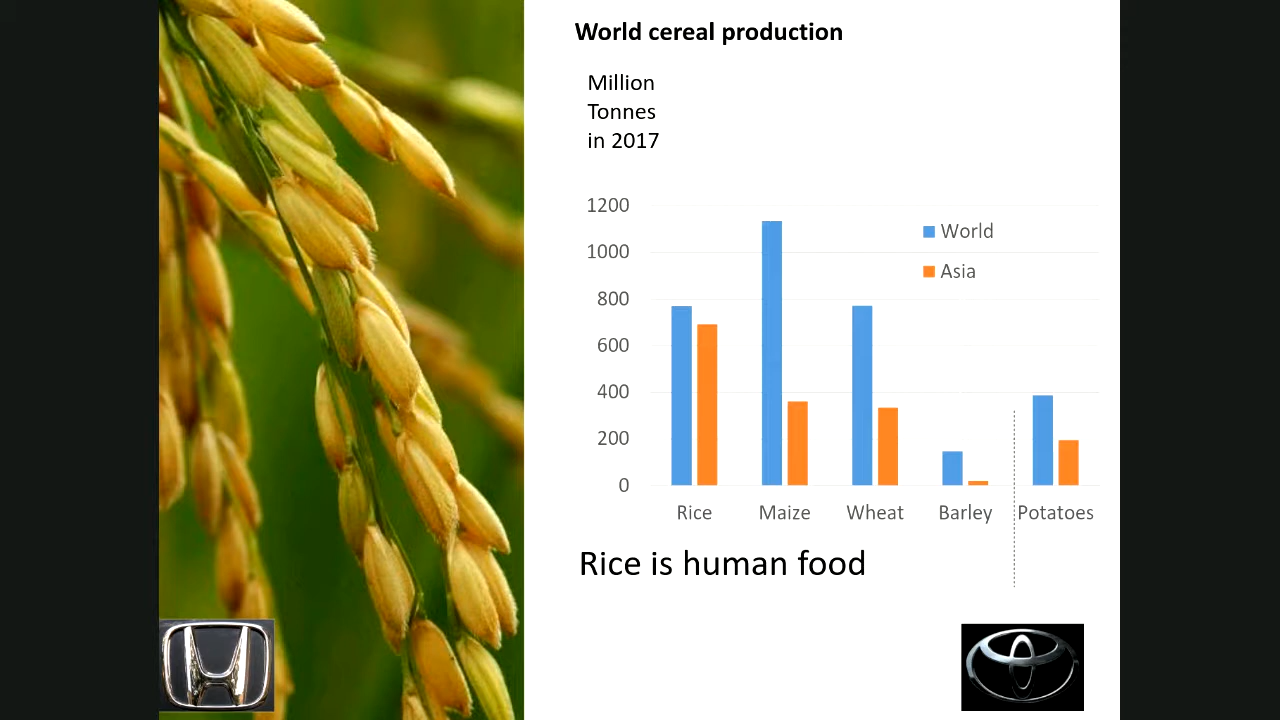 World cereal production
Million
Tonnes
in 2017
1200
1000
800
600
400
200
0
World
Asia
Rice Maize Wheat Barley Potatoes
Rice is human food